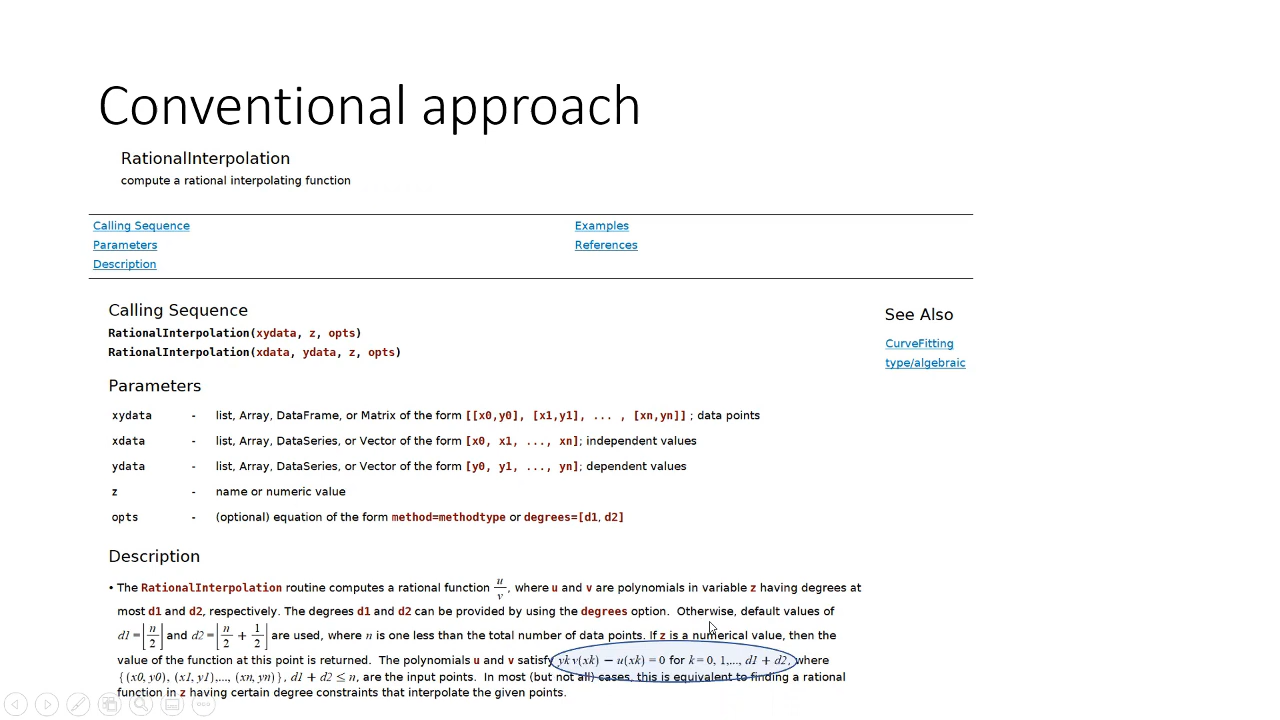 Conventional approach
RationalInterpolation
compute a rational interpolating function
Calling Sequence
Examples
Parameters
References
Description
Calling Sequence
See Also
RationalInterpolation(xydata, z, opts)
RationalInterpolation(xdata, ydata, z, opts)
CurveFitting
type/algebraic
Parameters
xydata - list, Array, DataFrame, or Matrix of the form [[x0,y0], [x1,y1], ... , [xn,yn]] ; data points
xdata - list, Array, DataSeries, or Vector of the form [x0, x1, ..., xn]; independent values
ydata - list, Array, DataSeries, or Vector of the form [y0, y1, ..., yn]; dependent values
z - name or numeric value
opts - (optional) equation of the form method=methodtype or degrees=[d1, d2]
Description
• The RationalInterpolation routine computes a rational function u/v, where u and v are polynomials in variable z having degrees at
most d1 and d2, respectively. The degrees d1 and d2 can be provided by using the degrees option. Otherwise, default values of
d1 = ⌊n/2⌋ and d2 = ⌊n/2 + 1/2⌋ are used, where n is one less than the total number of data points. If z is a numerical value, then the
value of the function at this point is returned. The polynomials u and v satisfy yk v(xk) − u(xk) = 0 for k = 0, 1,..., d1 + d2, where
{(x0, y0), (x1, y1),..., (xn, yn)}, d1 + d2 ≤ n, are the input points. In most (but not all) cases, this is equivalent to finding a rational
function in z having certain degree constraints that interpolate the given points.